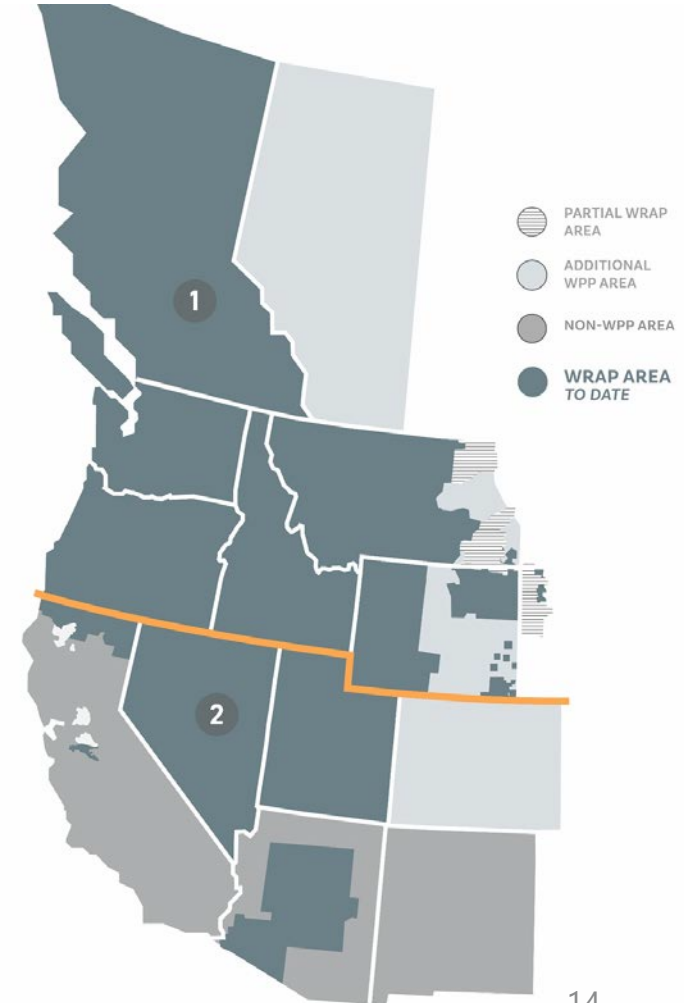 PARTIAL WRAP
AREA
ADDITIONAL
WPP AREA
1
NON-WPP AREA
WRAP AREA
TO DATE
2
14